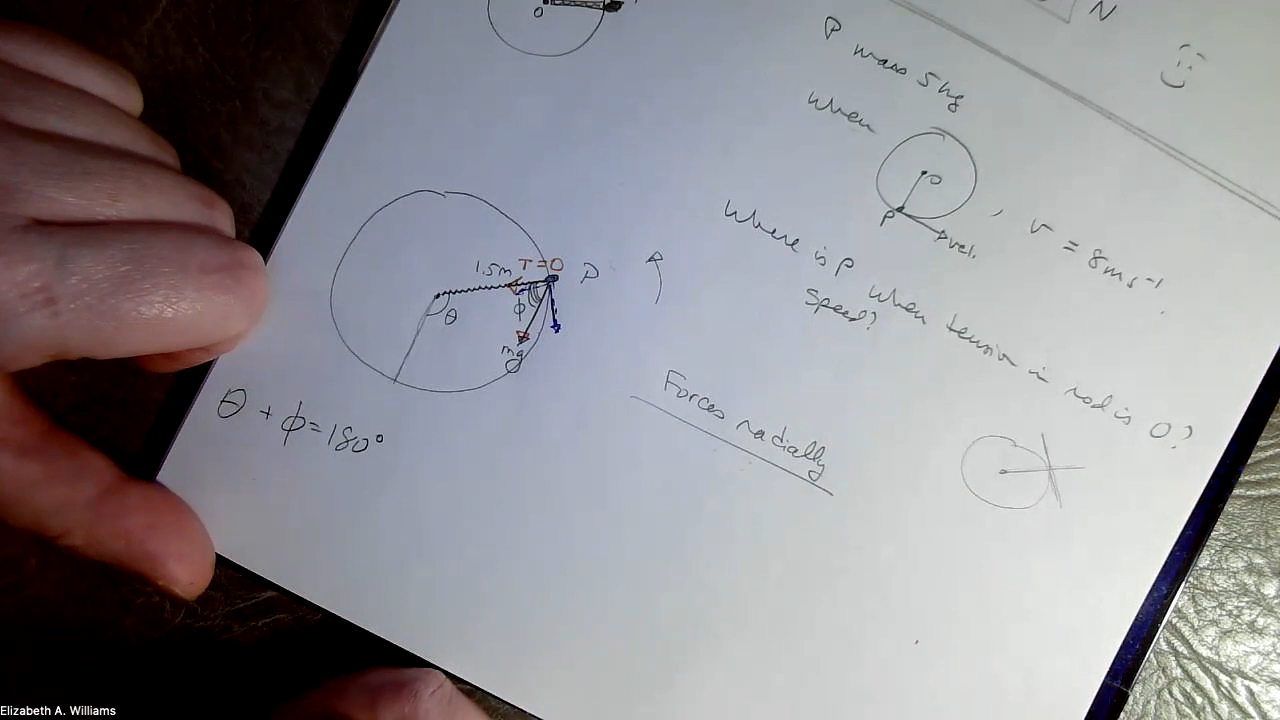 O
N
P mass 5kg
When
O
P
vel.
, v = 8ms⁻¹.
Where is P when tension in rod is 0?
Speed?
1.5m T=0
P
θ
φ
mg
θ + φ = 180°
Forces radially
Elizabeth A. Williams